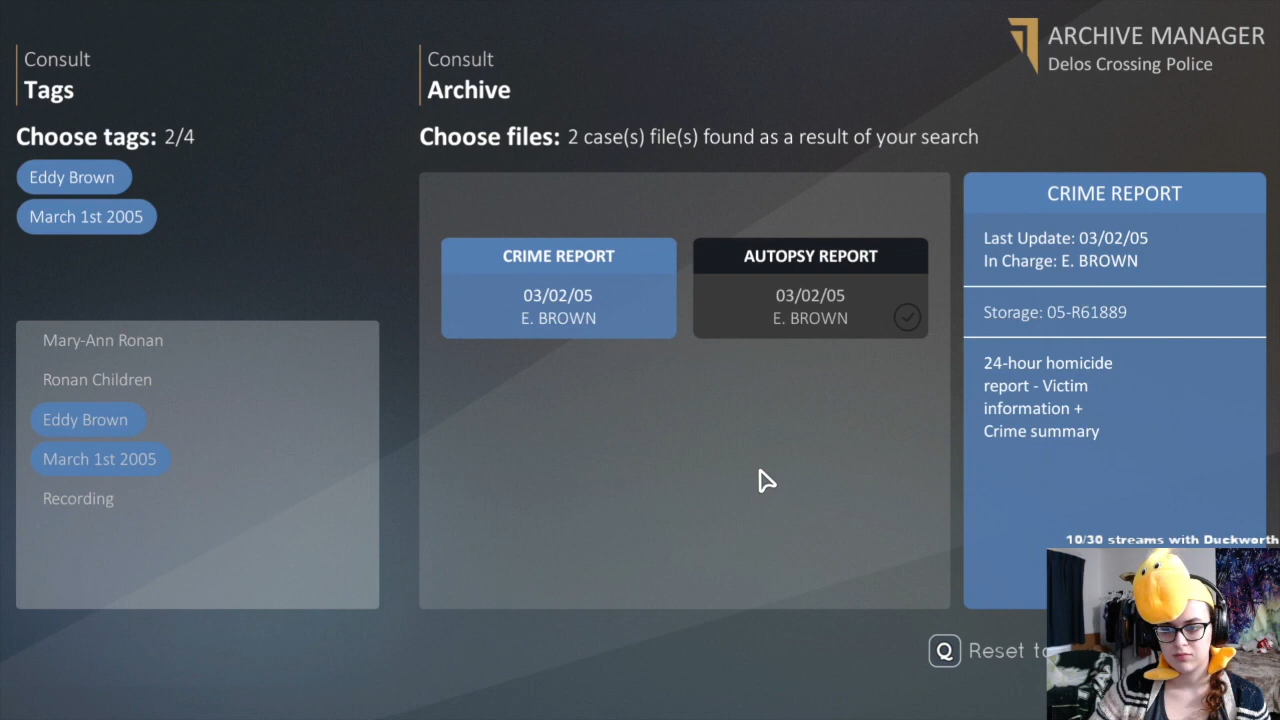 ARCHIVE MANAGER
Delos Crossing Police
Consult
Tags
Choose tags: 2/4
Eddy Brown
March 1st 2005
Mary-Ann Ronan
Ronan Children
Eddy Brown
March 1st 2005
Recording
Consult
Archive
Choose files: 2 case(s) file(s) found as a result of your search
CRIME REPORT
03/02/05
E. BROWN
AUTOPSY REPORT
03/02/05
E. BROWN
CRIME REPORT
Last Update: 03/02/05
In Charge: E. BROWN
Storage: 05-R61889
24-hour homicide
report - Victim
information +
Crime summary
10/30 streams with Duckworth
Q Reset